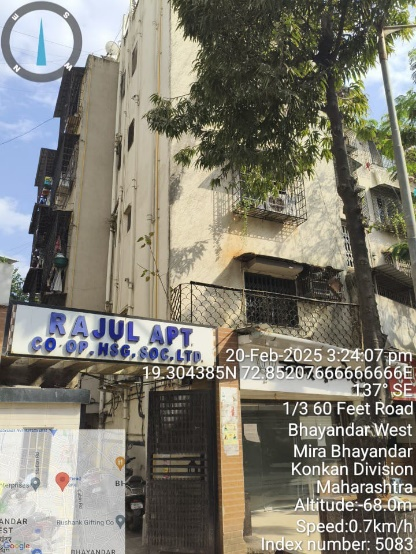 RAJUL APT.
CO-OP. HSG. SOC. LTD.
20-Feb-2025 3:24:07 pm
19.304385N 72.85207666666666E
137° SE
1/3 60 Feet Road
Bhayandar West
Mira Bhayandar
Konkan Division
Maharashtra
Altitude:-68.0m
Speed:0.7km/h
Index number: 5083
Rushank Gifting Co
BHAYANDAR
Google